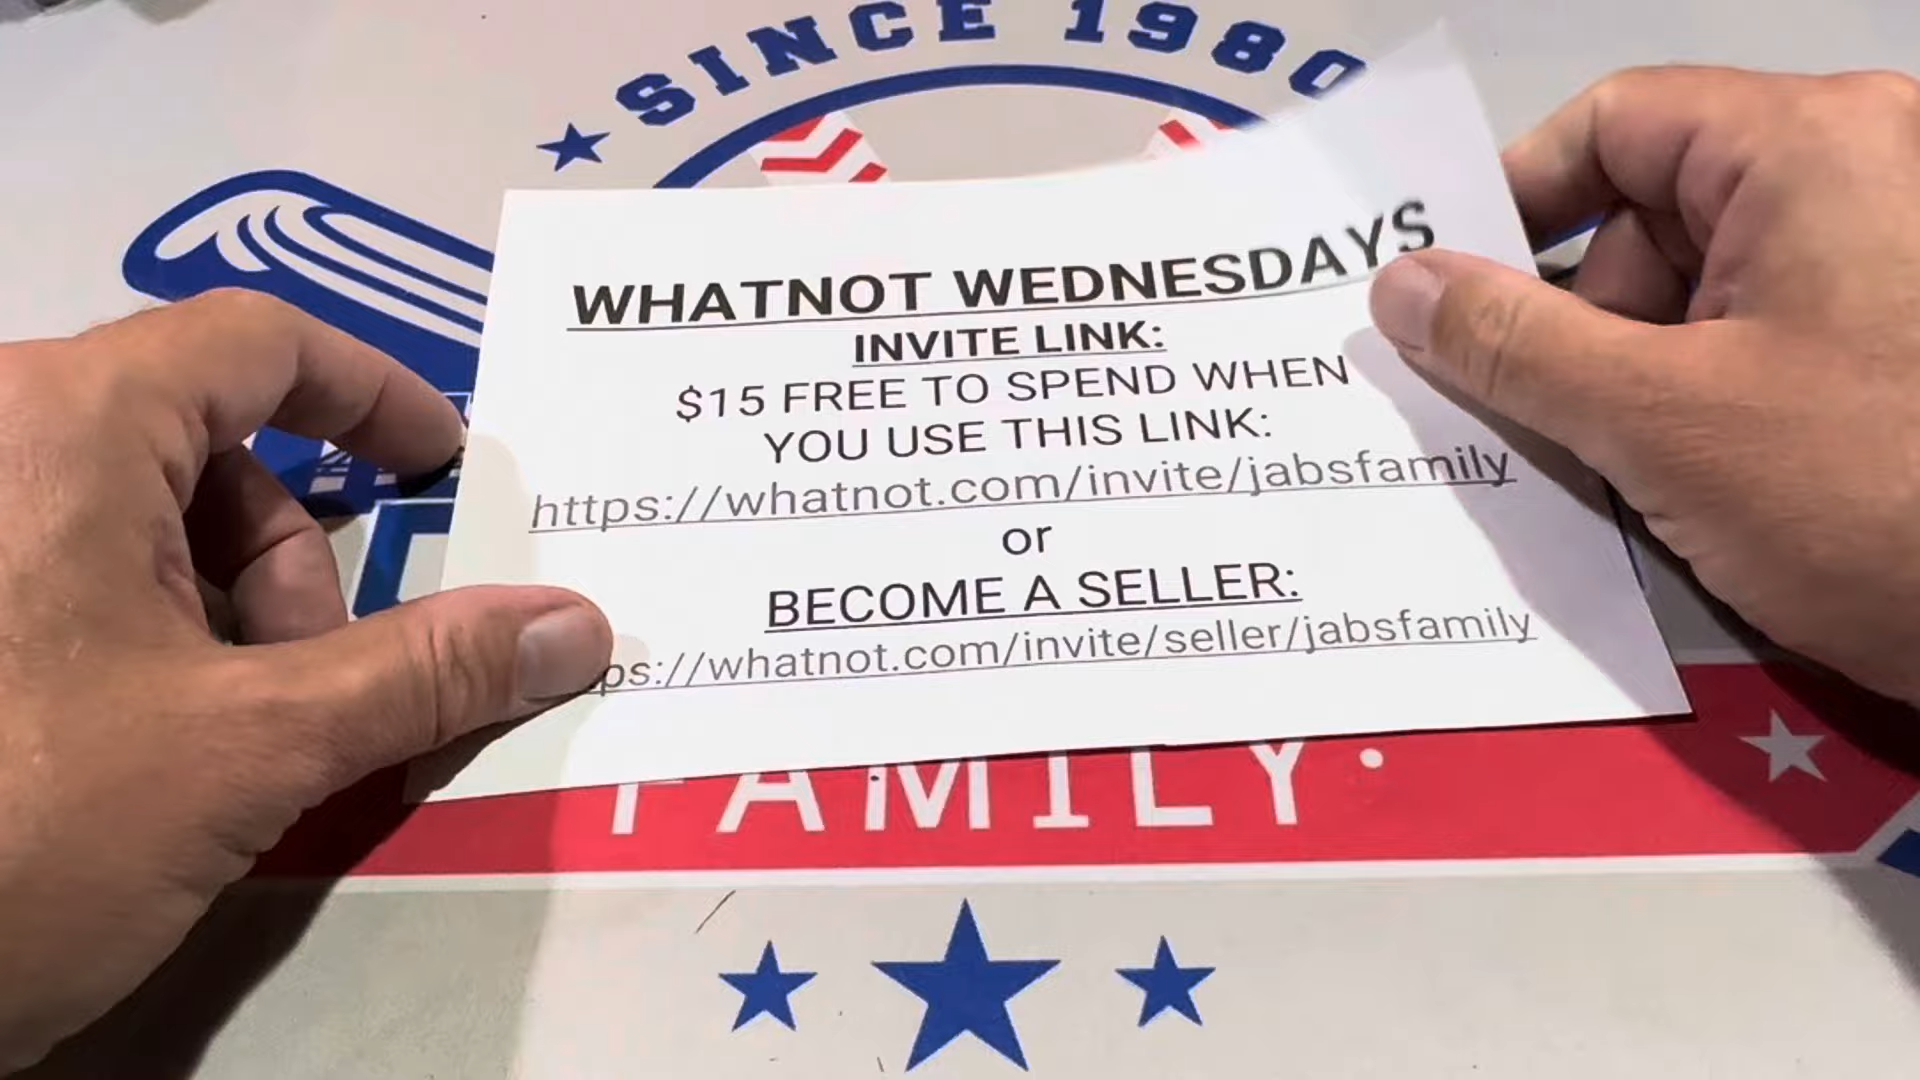 SINCE 1980
WHATNOT WEDNESDAYS
INVITE LINK:
$15 FREE TO SPEND WHEN
YOU USE THIS LINK:
https://whatnot.com/invite/jabsfamily
or
BECOME A SELLER:
ps://whatnot.com/invite/seller/jabsfamily
FAMILY